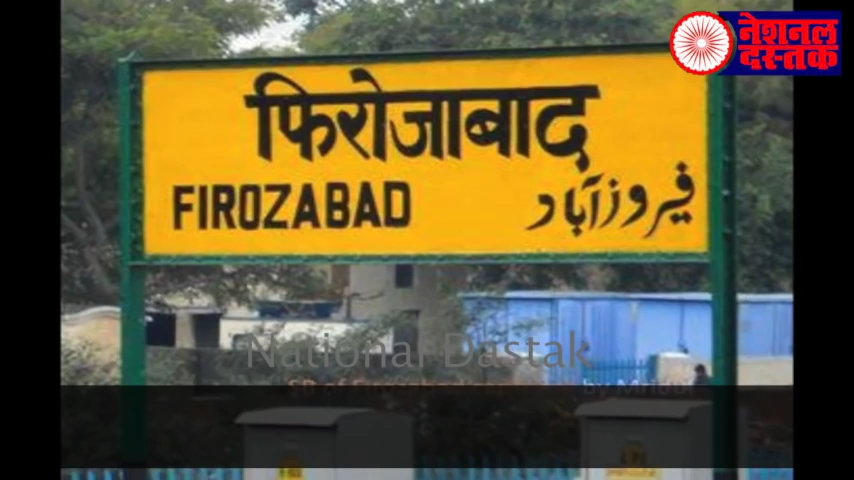 नेशनल
दस्तक
फिरोजाबाद
FIROZABAD
فیروزآباد
National Dastak